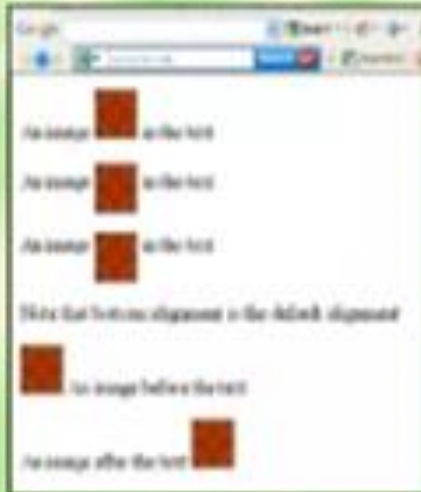 Google
An image in the text
An image in the text
An image in the text
Note that bottom alignment is the default alignment
An image before the text
An image after the text